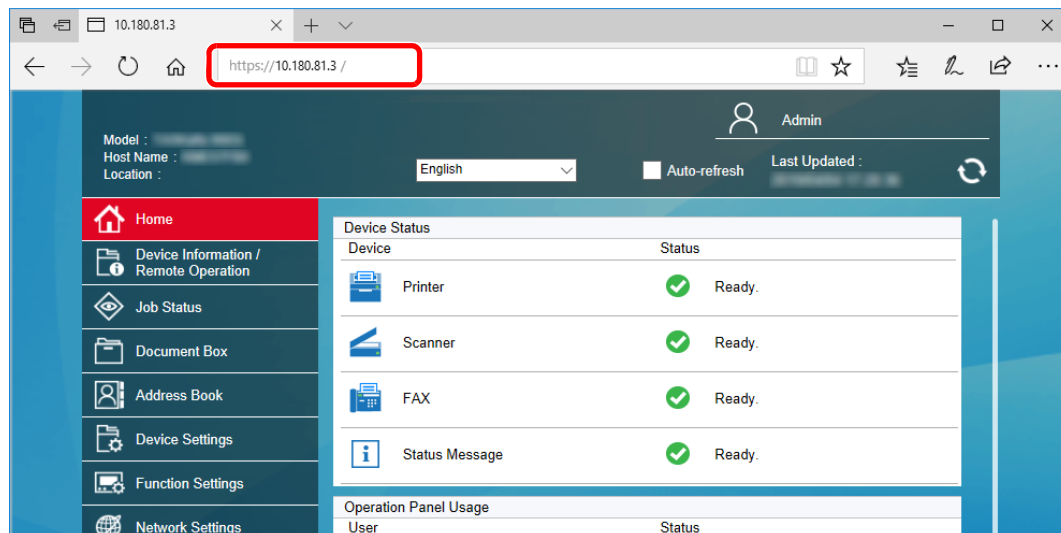 10.180.81.3
https://10.180.81.3 /
Admin
Model :
Host Name :
Location :
English
Auto-refresh
Last Updated :
Home
Device Information /
Remote Operation
Job Status
Document Box
Address Book
Device Settings
Function Settings
Network Settings
Device Status
Device Status
Printer Ready.
Scanner Ready.
FAX Ready.
Status Message Ready.
Operation Panel Usage
User Status